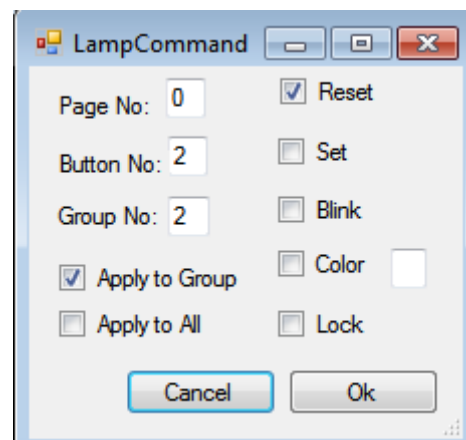 LampCommand
Page No: 0
Reset
Button No: 2
Set
Group No: 2
Blink
Apply to Group
Color
Apply to All
Lock
Cancel
Ok